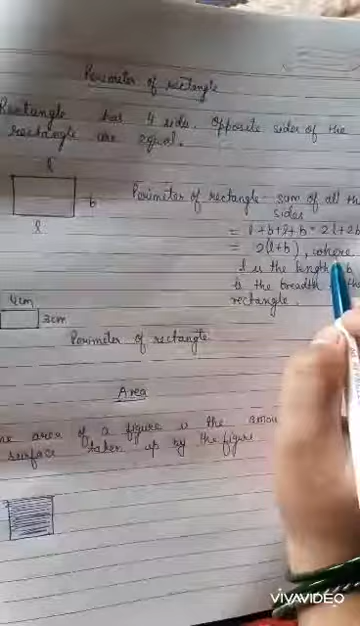 Perimeter of rectangle
Rectangle has 4 sides. Opposite sides of the
rectangle are equal.
l
b
l
Perimeter of rectangle = sum of all the
sides
= l+b+l+b = 2l+2b
= 2(l+b), where
l is the length, b
is the breadth the
rectangle.
4cm
3cm
Perimeter of rectangle
Area
area of a figure is the amou
surface taken up by the figure
VIVAVIDEO